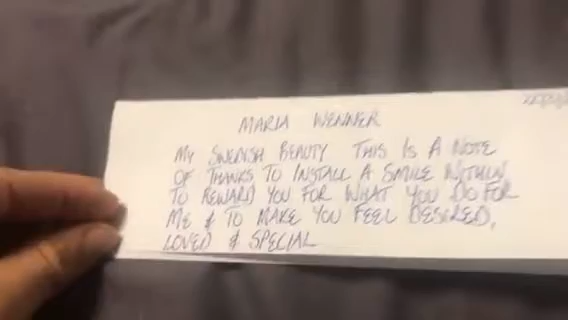 MARIA WENNER
MY SWEDISH BEAUTY THIS IS A NOTE
OF THANKS TO INSTALL A SMILE WITHIN
TO REWARD YOU FOR WHAT YOU DO FOR
ME & TO MAKE YOU FEEL DESIRED,
LOVED & SPECIAL